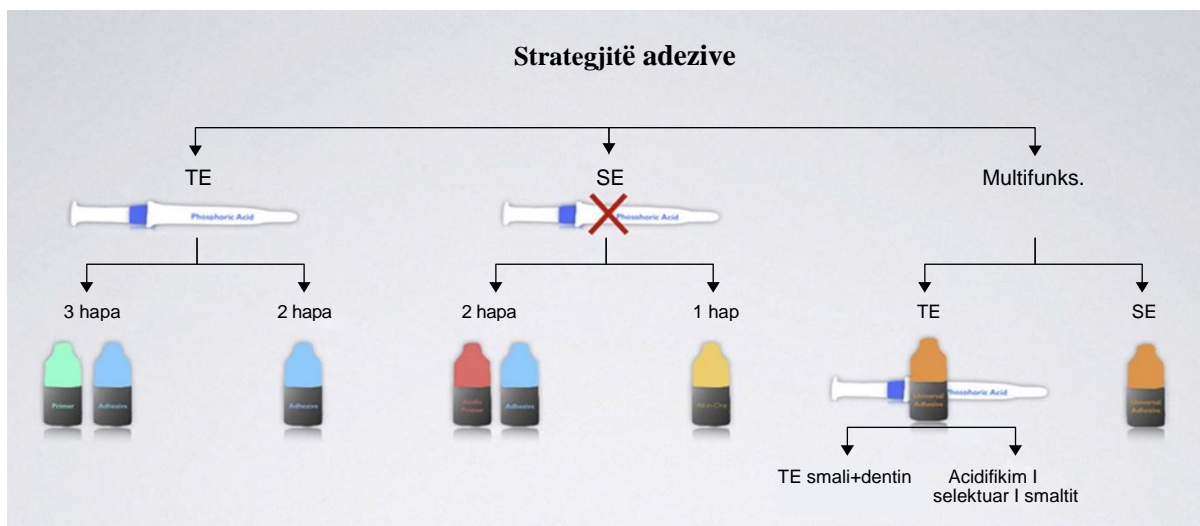 Strategjitë adezive
TE
SE
Multifunks.
Phosphoric Acid
Phosphoric Acid
3 hapa
2 hapa
2 hapa
1 hap
TE
SE
Primer
Adhesive
Adhesive
Acidic
Primer
Adhesive
All-in-One
Universal
Adhesive
Phosphoric Acid
Universal
Adhesive
TE smali+dentin
Acidifikim I
selektuar I smaltit